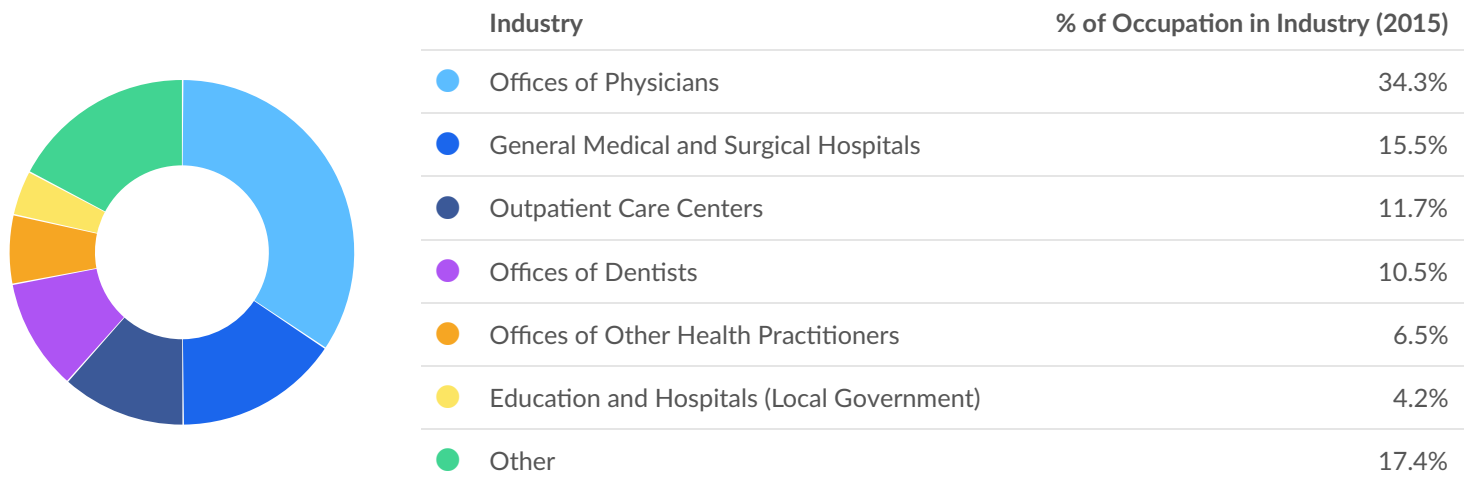 Industry % of Occupation in Industry (2015)
Offices of Physicians 34.3%
General Medical and Surgical Hospitals 15.5%
Outpatient Care Centers 11.7%
Offices of Dentists 10.5%
Offices of Other Health Practitioners 6.5%
Education and Hospitals (Local Government) 4.2%
Other 17.4%